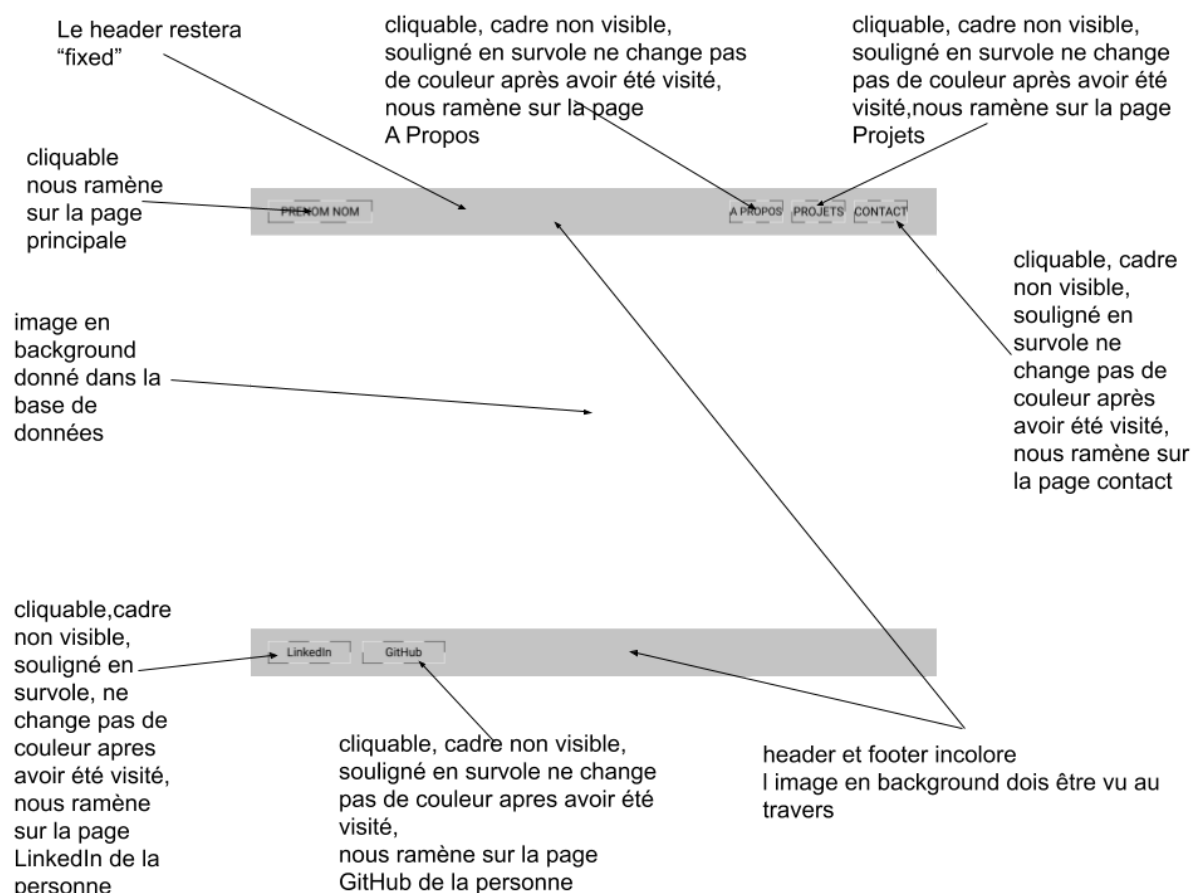 Le header restera
“fixed”
cliquable, cadre non visible,
souligné en survole ne change pas
de couleur après avoir été visité,
nous ramène sur la page
A Propos
cliquable, cadre non visible,
souligné en survole ne change
pas de couleur après avoir été
visité,nous ramène sur la page
Projets
cliquable
nous ramène
sur la page
principale
PRENOM NOM
A PROPOS
PROJETS
CONTACT
cliquable, cadre
non visible,
souligné en
survole ne
change pas de
couleur après
avoir été visité,
nous ramène sur
la page contact
image en
background
donné dans la
base de
données
cliquable,cadre
non visible,
souligné en
survole, ne
change pas de
couleur apres
avoir été visité,
nous ramène
sur la page
LinkedIn de la
personne
LinkedIn
GitHub
cliquable, cadre non visible,
souligné en survole ne change
pas de couleur apres avoir été
visité,
nous ramène sur la page
GitHub de la personne
header et footer incolore
l image en background dois être vu au
travers